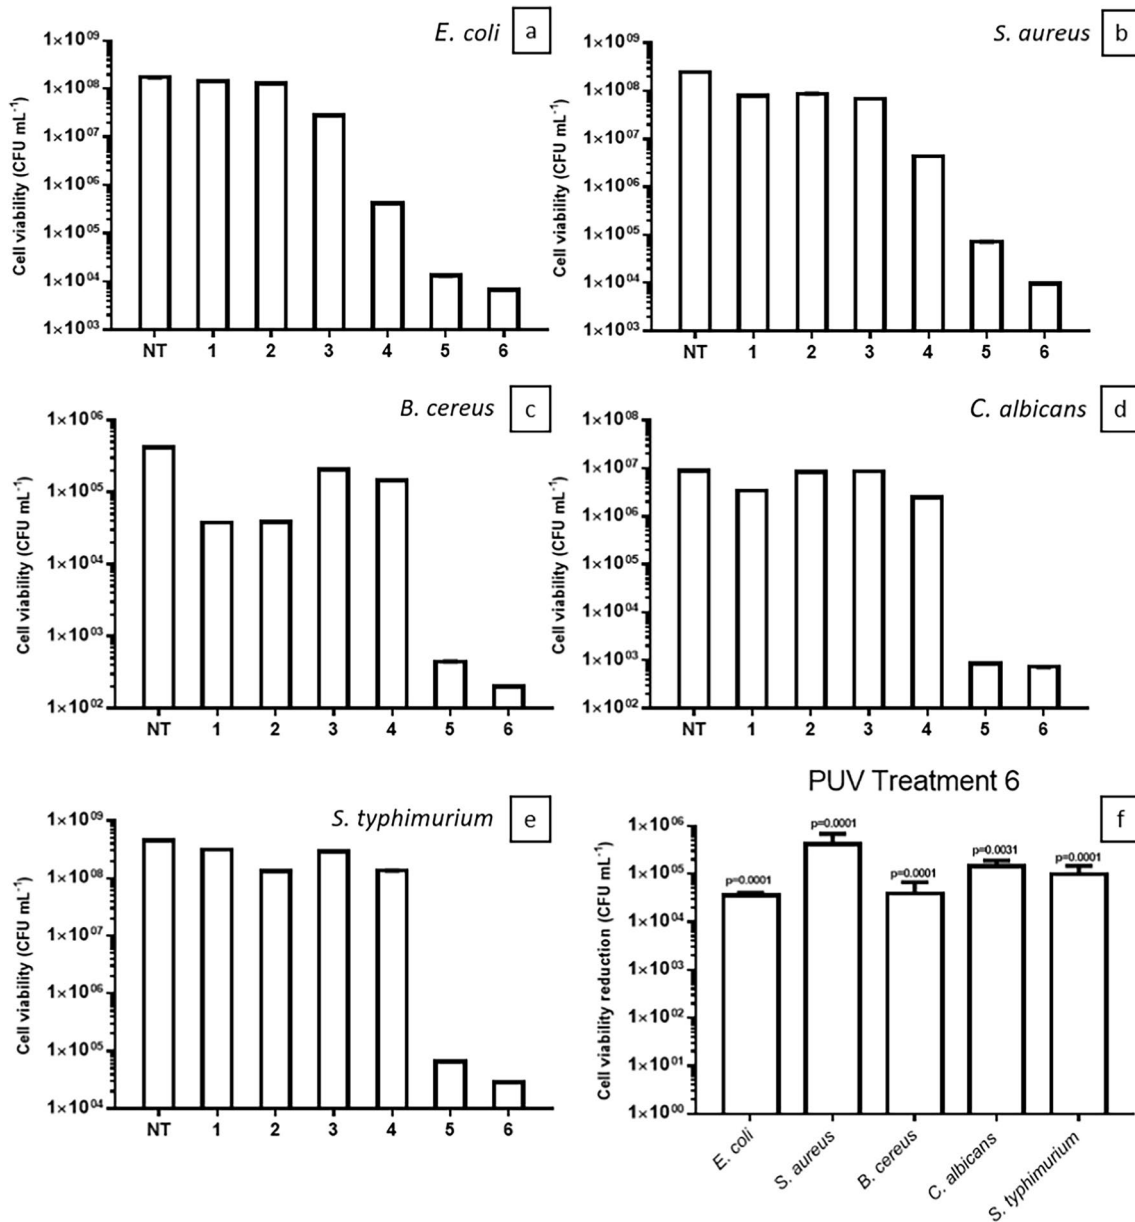 E. coli a
1×10⁰⁹
1×10⁰⁸
1×10⁰⁷
1×10⁰⁶
1×10⁰⁵
1×10⁰⁴
1×10⁰³
Cell viability (CFU mL⁻¹)
NT 1 2 3 4 5 6
S. aureus b
1×10⁰⁹
1×10⁰⁸
1×10⁰⁷
1×10⁰⁶
1×10⁰⁵
1×10⁰⁴
1×10⁰³
Cell viability (CFU mL⁻¹)
NT 1 2 3 4 5 6
B. cereus c
1×10⁰⁶
1×10⁰⁵
1×10⁰⁴
1×10⁰³
1×10⁰²
Cell viability (CFU mL⁻¹)
NT 1 2 3 4 5 6
C. albicans d
1×10⁰⁸
1×10⁰⁷
1×10⁰⁶
1×10⁰⁵
1×10⁰⁴
1×10⁰³
1×10⁰²
Cell viability (CFU mL⁻¹)
NT 1 2 3 4 5 6
S. typhimurium e
1×10⁰⁹
1×10⁰⁸
1×10⁰⁷
1×10⁰⁶
1×10⁰⁵
1×10⁰⁴
Cell viability (CFU mL⁻¹)
NT 1 2 3 4 5 6
PUV Treatment 6
f
1×10⁰⁶
1×10⁰⁵
1×10⁰⁴
1×10⁰³
1×10⁰²
1×10⁰¹
1×10⁰⁰
Cell viability reduction (CFU mL⁻¹)
p=0.0001
p=0.0001
p=0.0001
p=0.0031
p=0.0001
E. coli
S. aureus
B. cereus
C. albicans
S. typhimurium